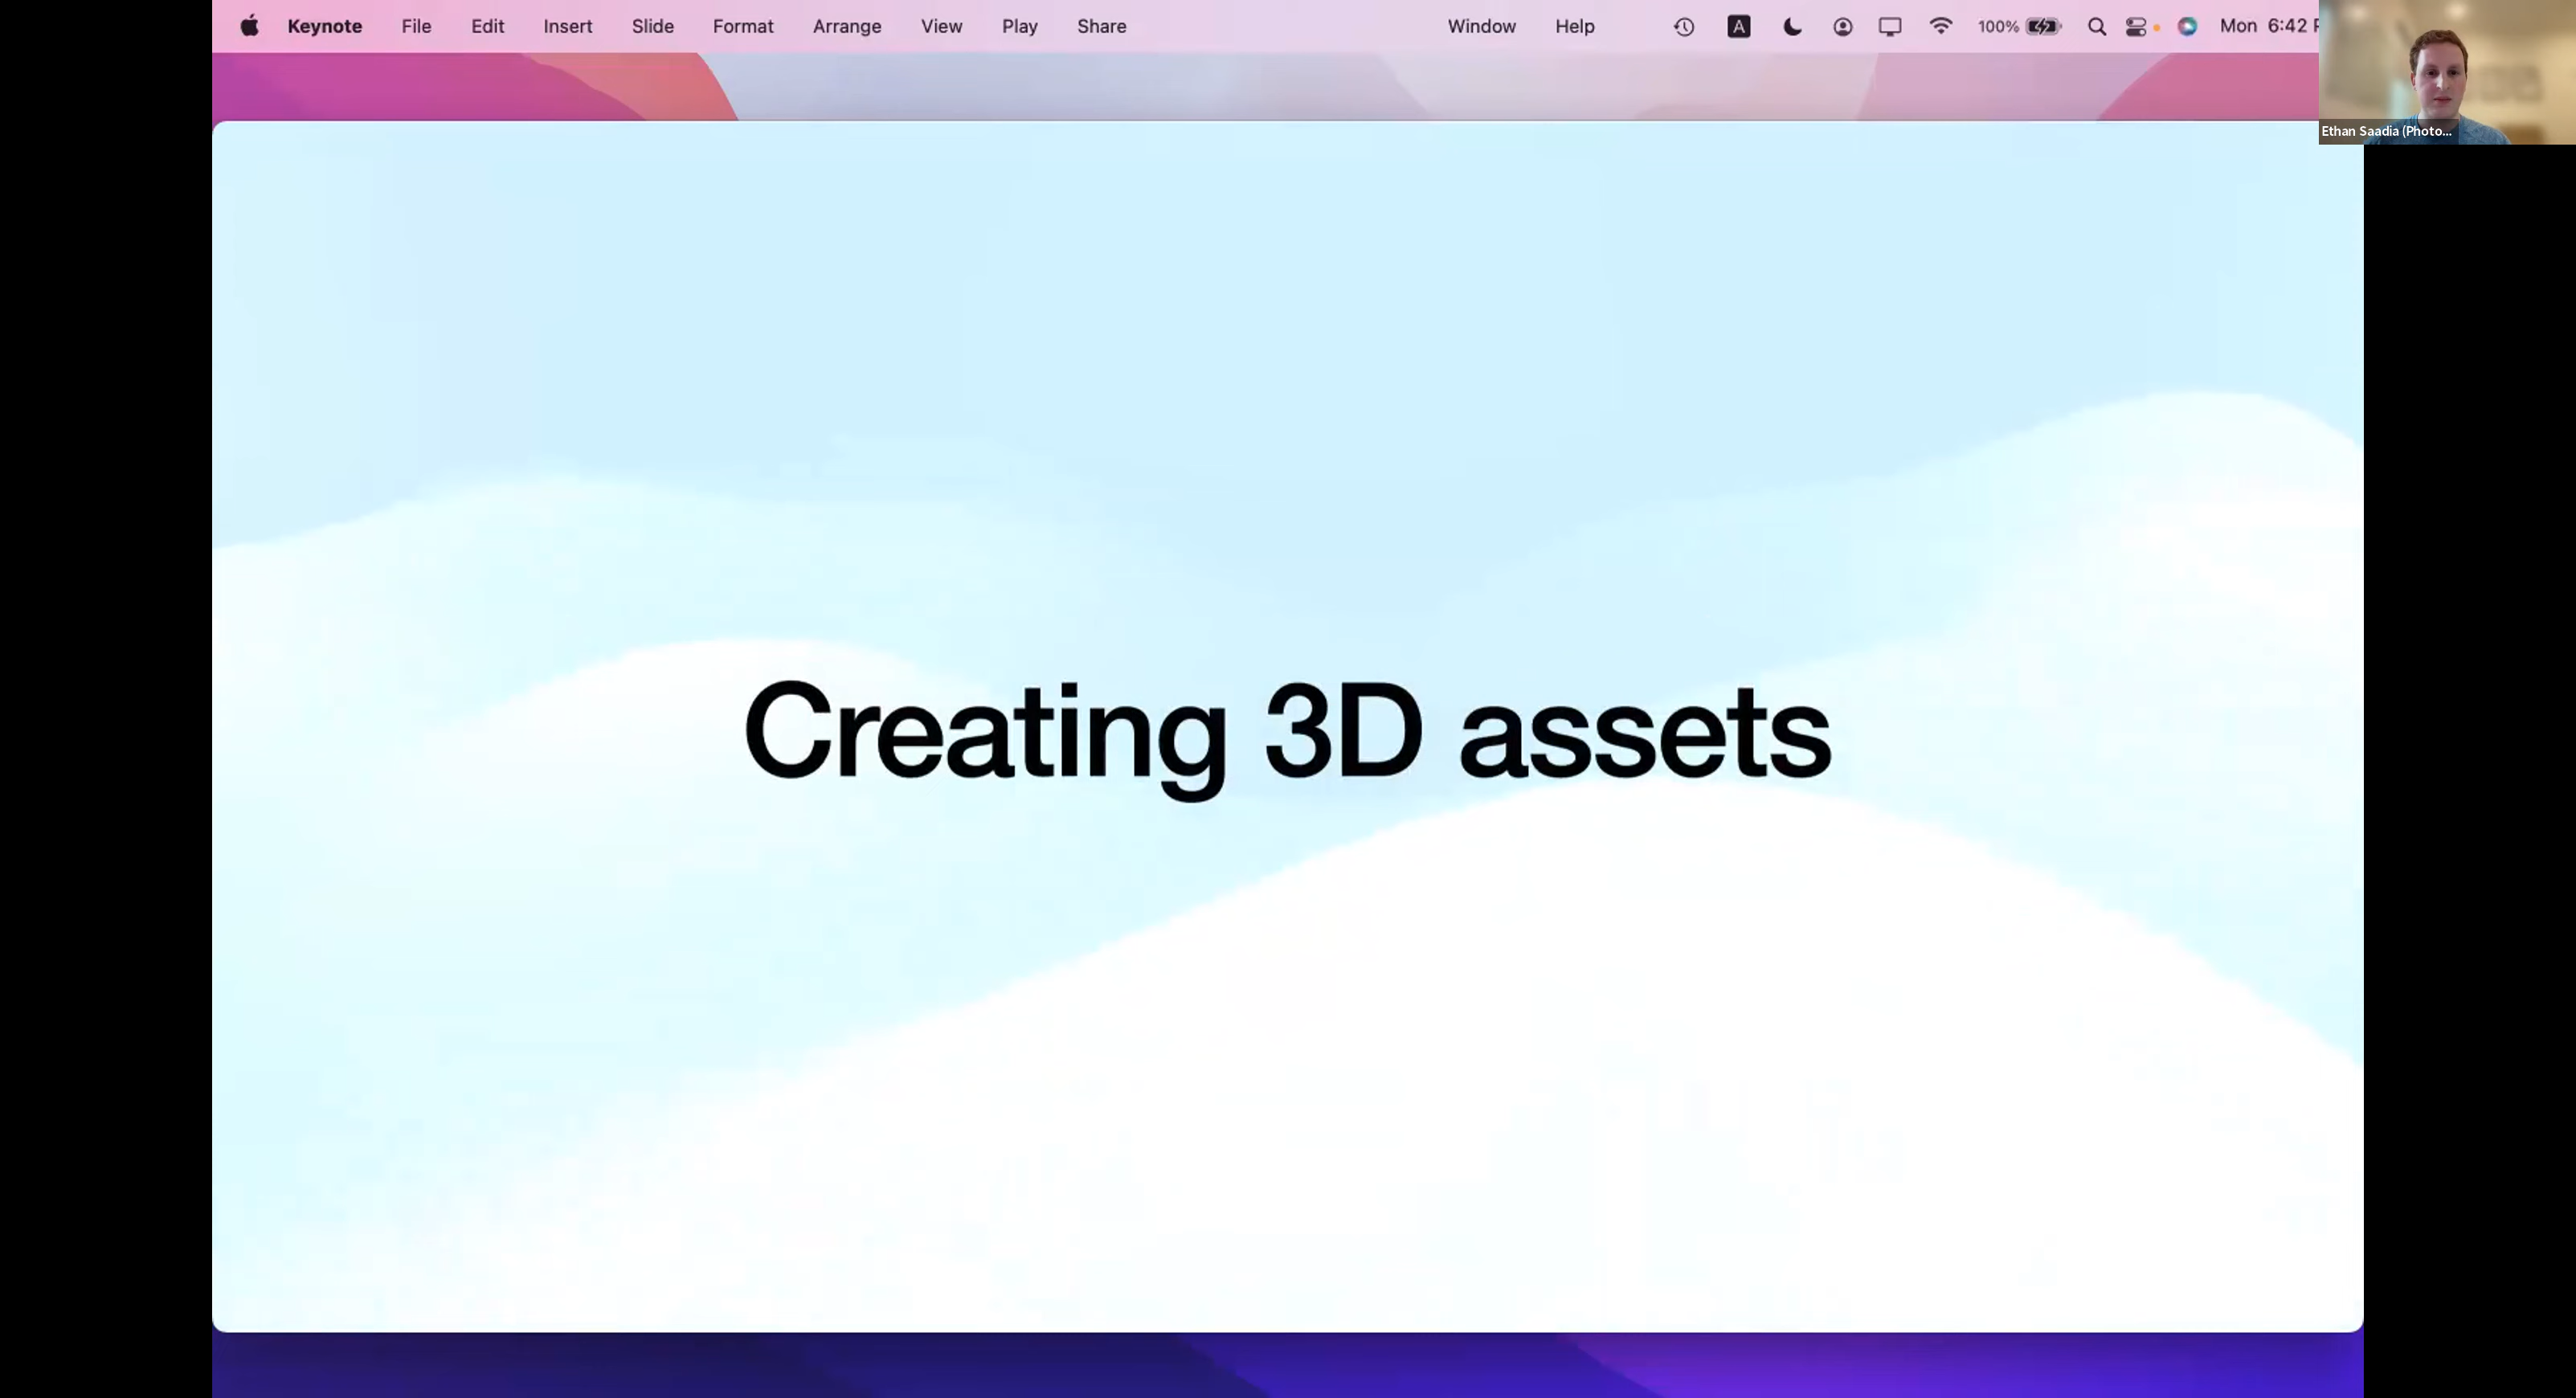 Keynote File Edit Insert Slide Format Arrange View Play Share Window Help A 100% Mon 6:42
Ethan Saadia (Photo...
Creating 3D assets